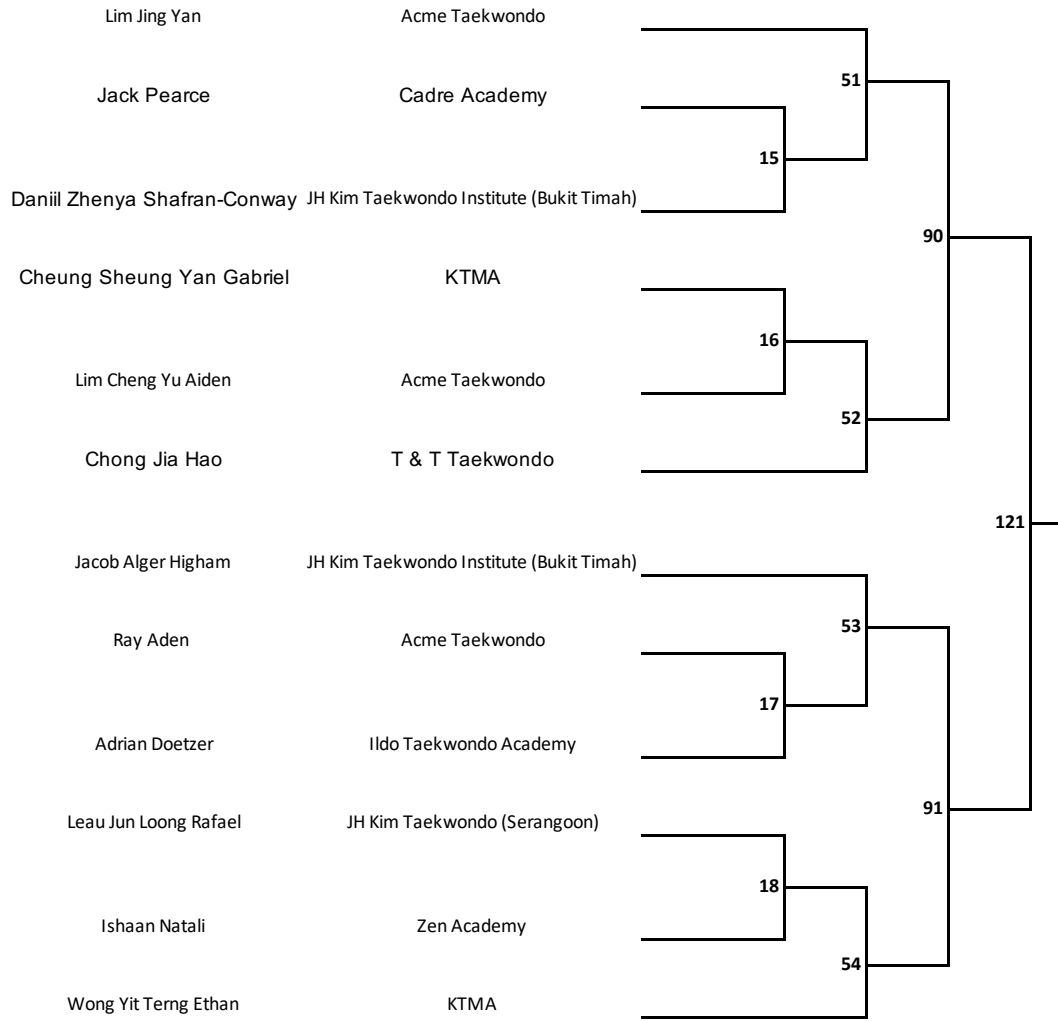 Lim Jing Yan Acme Taekwondo
51
Jack Pearce Cadre Academy
15
Daniil Zhenya Shafran-Conway JH Kim Taekwondo Institute (Bukit Timah)
90
Cheung Sheung Yan Gabriel KTMA
16
Lim Cheng Yu Aiden Acme Taekwondo
52
Chong Jia Hao T & T Taekwondo
121
Jacob Alger Higham JH Kim Taekwondo Institute (Bukit Timah)
53
Ray Aden Acme Taekwondo
17
Adrian Doetzer Ildo Taekwondo Academy
91
Leau Jun Loong Rafael JH Kim Taekwondo (Serangoon)
18
Ishaan Natali Zen Academy
54
Wong Yit Terng Ethan KTMA